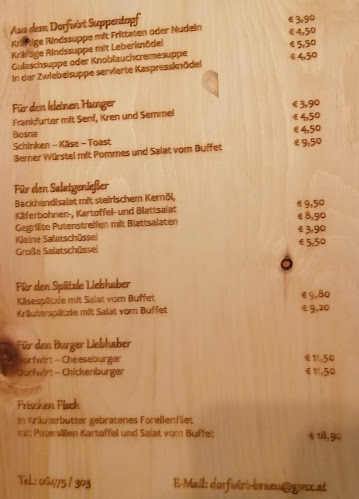 Aus dem Dorfwirt Suppentopf
Kräftige Rindssuppe mit Frittaten oder Nudeln € 3,90
Kräftige Rindssuppe mit Leberknödel € 4,50
Gulaschsuppe oder Knoblauchcremesuppe € 5,50
In der Zwiebelsuppe servierte Kaspressknödel € 4,50
Für den kleinen Hunger
Frankfurter mit Senf, Kren und Semmel € 3,90
Bosna € 4,50
Schinken – Käse – Toast € 4,50
Berner Würstel mit Pommes und Salat vom Buffet € 9,50
Für den Salatgenießer
Backhendlsalat mit steirischem Kernöl,
Käferbohnen-, Kartoffel- und Blattsalat € 9,50
Gegrillte Putenstreifen mit Blattsalaten € 8,90
Kleine Salatschüssel € 3,90
Große Salatschüssel € 5,50
Für den Spätzle Liebhaber
Käsespätzle mit Salat vom Buffet € 9,80
Kräuterspätzle mit Salat vom Buffet € 9,20
Für den Burger Liebhaber
Dorfwirt – Cheeseburger € 11,50
Dorfwirt – Chickenburger € 11,50
Frischen Fisch
In Kräuterbutter gebratenes Forellenfilet
mit Petersilien Kartoffel und Salat vom Buffet € 18,90
Tel.: 06475 / 303 E-Mail: dorfwirt-kraeu@gmx.at